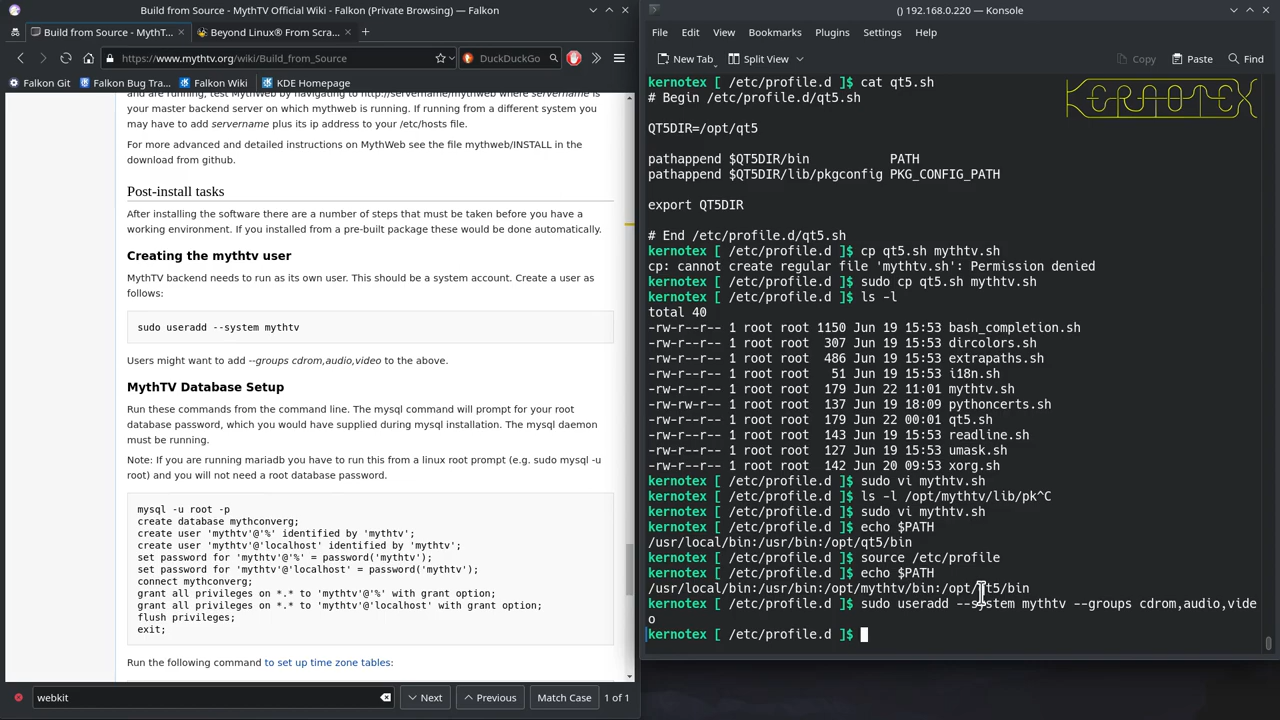 Build from Source - MythTV Official Wiki - Falkon (Private Browsing) — Falkon
Build from Source - MythT...
Beyond Linux® From Scra...
https://www.mythtv.org/wiki/Build_from_Source
DuckDuckGo
Falkon Git
Falkon Bug Tra...
Falkon Wiki
KDE Homepage
and are running, test MythWeb by navigating to http://servername/mythweb where servername is
your master backend server on which mythweb is running. If running from a different system you
may have to add servername plus its ip address to your /etc/hosts file.
For more advanced and detailed instructions on MythWeb see the file mythweb/INSTALL in the
download from github.
Post-install tasks
After installing the software there are a number of steps that must be taken before you have a
working environment. If you installed from a pre-built package these would be done automatically.
Creating the mythtv user
MythTV backend needs to run as its own user. This should be a system account. Create a user as
follows:
sudo useradd --system mythtv
Users might want to add --groups cdrom,audio,video to the above.
MythTV Database Setup
Run these commands from the command line. The mysql command will prompt for your root
database password, which you would have supplied during mysql installation. The mysql daemon
must be running.
Note: If you are running mariadb you have to run this from a linux root prompt (e.g. sudo mysql -u
root) and you will not need a root database password.
mysql -u root -p
create database mythconverg;
create user 'mythtv'@'%' identified by 'mythtv';
create user 'mythtv'@'localhost' identified by 'mythtv';
set password for 'mythtv'@'%' = password('mythtv');
set password for 'mythtv'@'localhost' = password('mythtv');
connect mythconverg;
grant all privileges on *.* to 'mythtv'@'%' with grant option;
grant all privileges on *.* to 'mythtv'@'localhost' with grant option;
flush privileges;
exit;
Run the following command to set up time zone tables:
webkit
Next
Previous
Match Case
1 of 1
() 192.168.0.220 — Konsole
File Edit View Bookmarks Plugins Settings Help
New Tab
Split View
Copy
Paste
Find
KERNOTEX
kernotex [ /etc/profile.d ]$ cat qt5.sh
# Begin /etc/profile.d/qt5.sh
QT5DIR=/opt/qt5
pathappend $QT5DIR/bin           PATH
pathappend $QT5DIR/lib/pkgconfig PKG_CONFIG_PATH
export QT5DIR
# End /etc/profile.d/qt5.sh
kernotex [ /etc/profile.d ]$ cp qt5.sh mythtv.sh
cp: cannot create regular file 'mythtv.sh': Permission denied
kernotex [ /etc/profile.d ]$ sudo cp qt5.sh mythtv.sh
kernotex [ /etc/profile.d ]$ ls -l
total 40
-rw-r--r-- 1 root root 1150 Jun 19 15:53 bash_completion.sh
-rw-r--r-- 1 root root  307 Jun 19 15:53 dircolors.sh
-rw-r--r-- 1 root root  486 Jun 19 15:53 extrapaths.sh
-rw-r--r-- 1 root root   51 Jun 19 15:53 i18n.sh
-rw-r--r-- 1 root root  179 Jun 22 11:01 mythtv.sh
-rw-rw-r-- 1 root root  137 Jun 19 18:09 pythoncerts.sh
-rw-r--r-- 1 root root  179 Jun 22 00:01 qt5.sh
-rw-r--r-- 1 root root  143 Jun 19 15:53 readline.sh
-rw-r--r-- 1 root root  127 Jun 19 15:53 umask.sh
-rw-r--r-- 1 root root  142 Jun 20 09:53 xorg.sh
kernotex [ /etc/profile.d ]$ sudo vi mythtv.sh
kernotex [ /etc/profile.d ]$ ls -l /opt/mythtv/lib/pk^C
kernotex [ /etc/profile.d ]$ sudo vi mythtv.sh
kernotex [ /etc/profile.d ]$ echo $PATH
/usr/local/bin:/usr/bin:/opt/qt5/bin
kernotex [ /etc/profile.d ]$ source /etc/profile
kernotex [ /etc/profile.d ]$ echo $PATH
/usr/local/bin:/usr/bin:/opt/mythtv/bin:/opt/qt5/bin
kernotex [ /etc/profile.d ]$ sudo useradd --system mythtv --groups cdrom,audio,vide
o
kernotex [ /etc/profile.d ]$